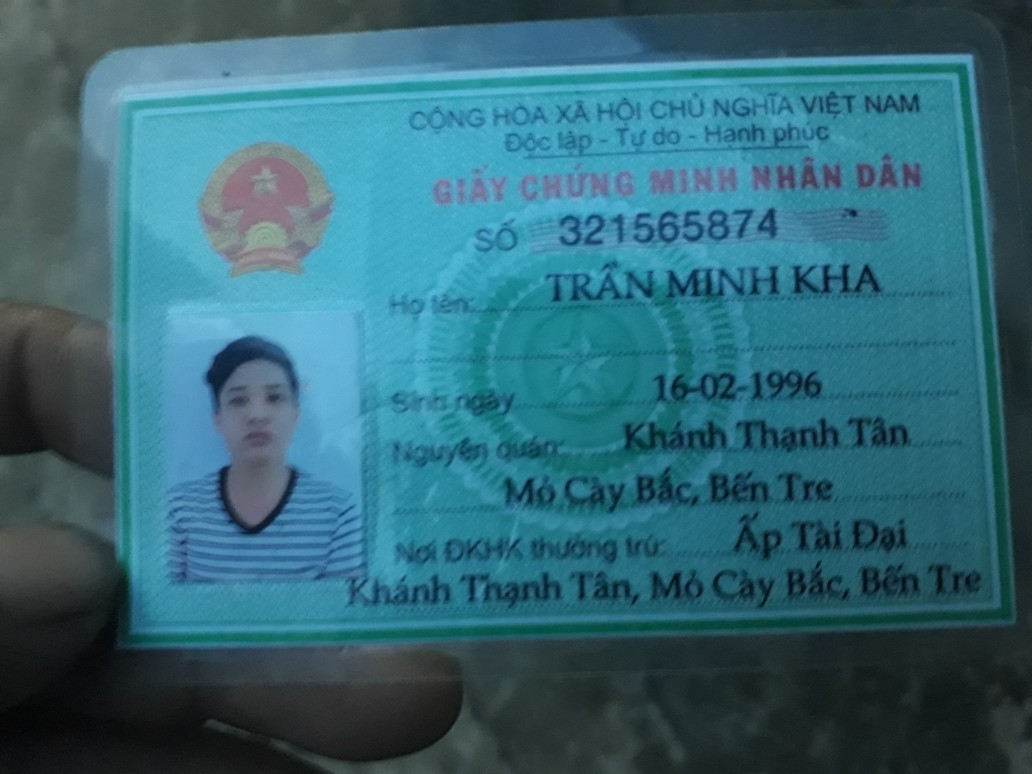 CỘNG HÒA XÃ HỘI CHỦ NGHĨA VIỆT NAM
Độc lập - Tự do - Hạnh phúc
GIẤY CHỨNG MINH NHÂN DÂN
SỐ 321565874
Họ tên: TRẦN MINH KHA
Sinh ngày 16-02-1996
Nguyên quán: Khánh Thạnh Tân
Mỏ Cày Bắc, Bến Tre
Nơi ĐKHK thường trú: Ấp Tài Đại
Khánh Thạnh Tân, Mỏ Cày Bắc, Bến Tre